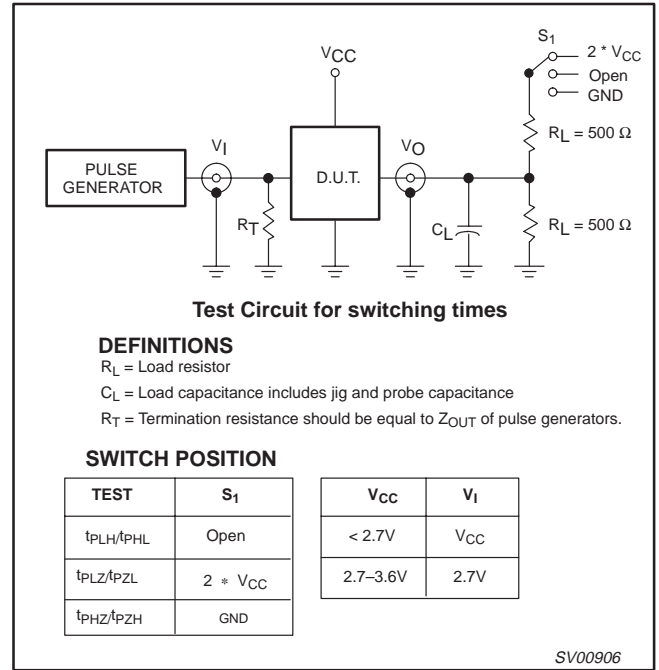 S1
2 * VCC
Open
GND
VCC
RL = 500 Ω
VI
VO
PULSE
GENERATOR
D.U.T.
RT
CL
RL = 500 Ω
Test Circuit for switching times
DEFINITIONS
RL = Load resistor
CL = Load capacitance includes jig and probe capacitance
RT = Termination resistance should be equal to ZOUT of pulse generators.
SWITCH POSITION
TEST S1
tPLH/tPHL Open
tPLZ/tPZL 2 * VCC
tPHZ/tPZH GND
VCC VI
< 2.7V VCC
2.7–3.6V 2.7V
SV00906